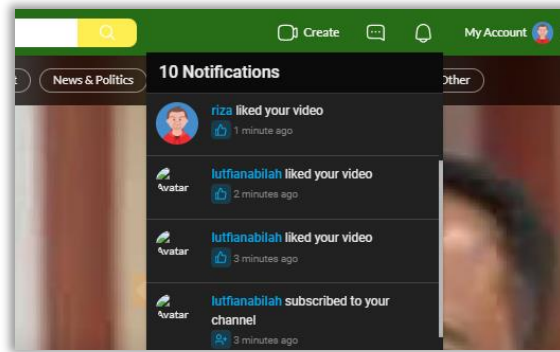 Create
My Account
t
News & Politics
Other
10 Notifications
riza liked your video
1 minute ago
Avatar
lutfianabilah liked your video
2 minutes ago
Avatar
lutfianabilah liked your video
3 minutes ago
Avatar
lutfianabilah subscribed to your
channel
3 minutes ago